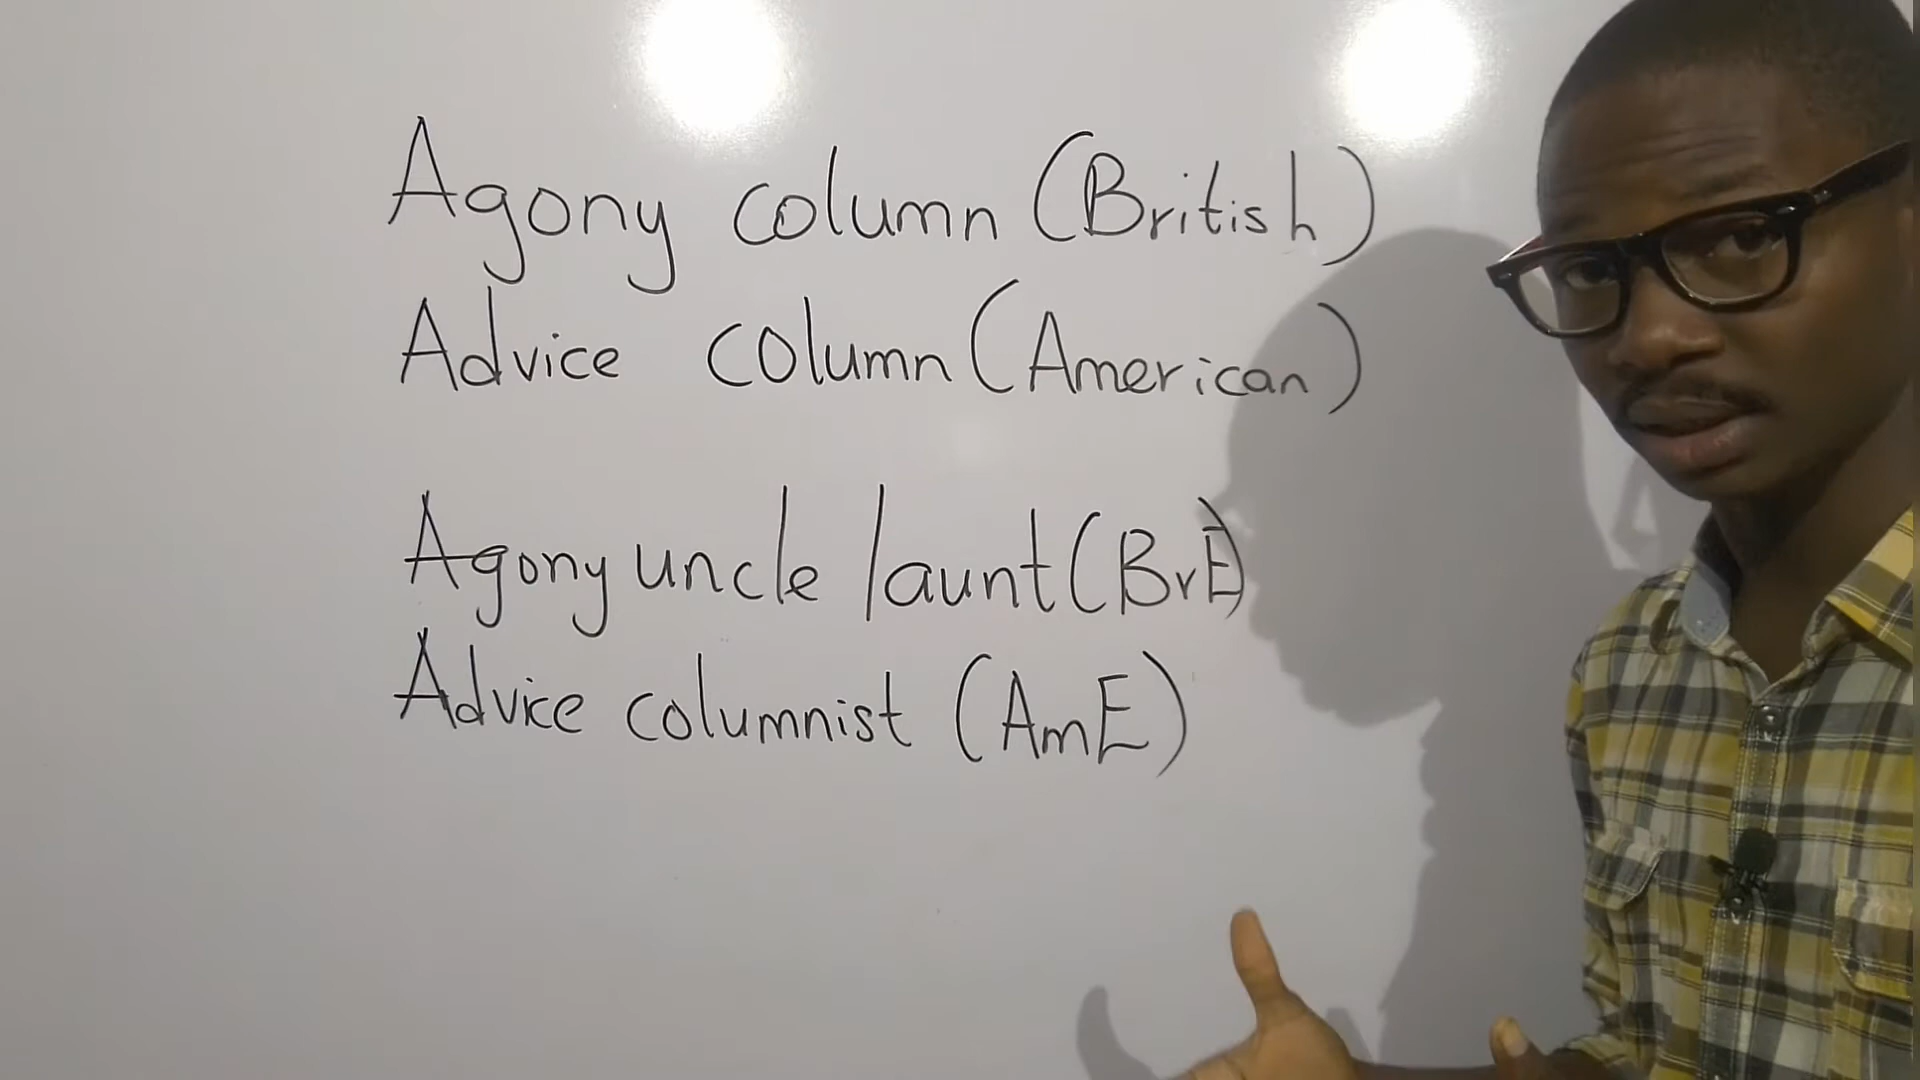 Agony column (British)
Advice column (American)
Agony uncle /aunt (BrE)
Advice columnist (AmE)